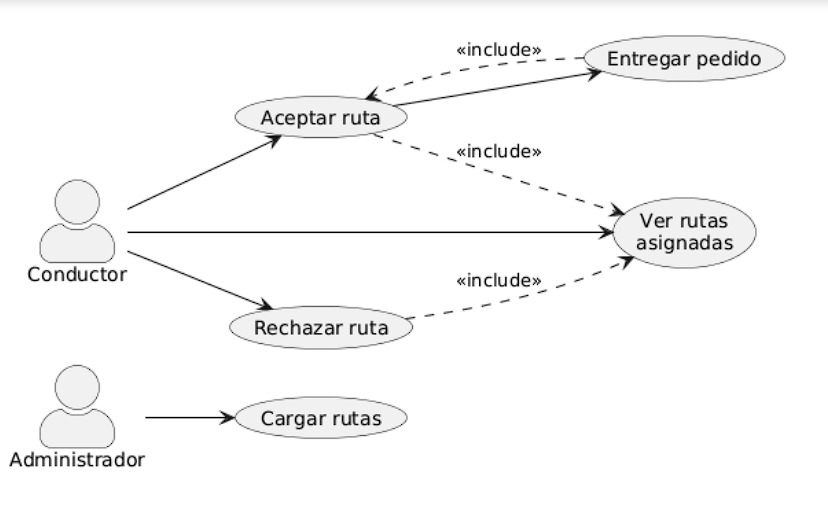 «include»
Entregar pedido
Aceptar ruta
«include»
Ver rutas
asignadas
Conductor
«include»
Rechazar ruta
Cargar rutas
Administrador